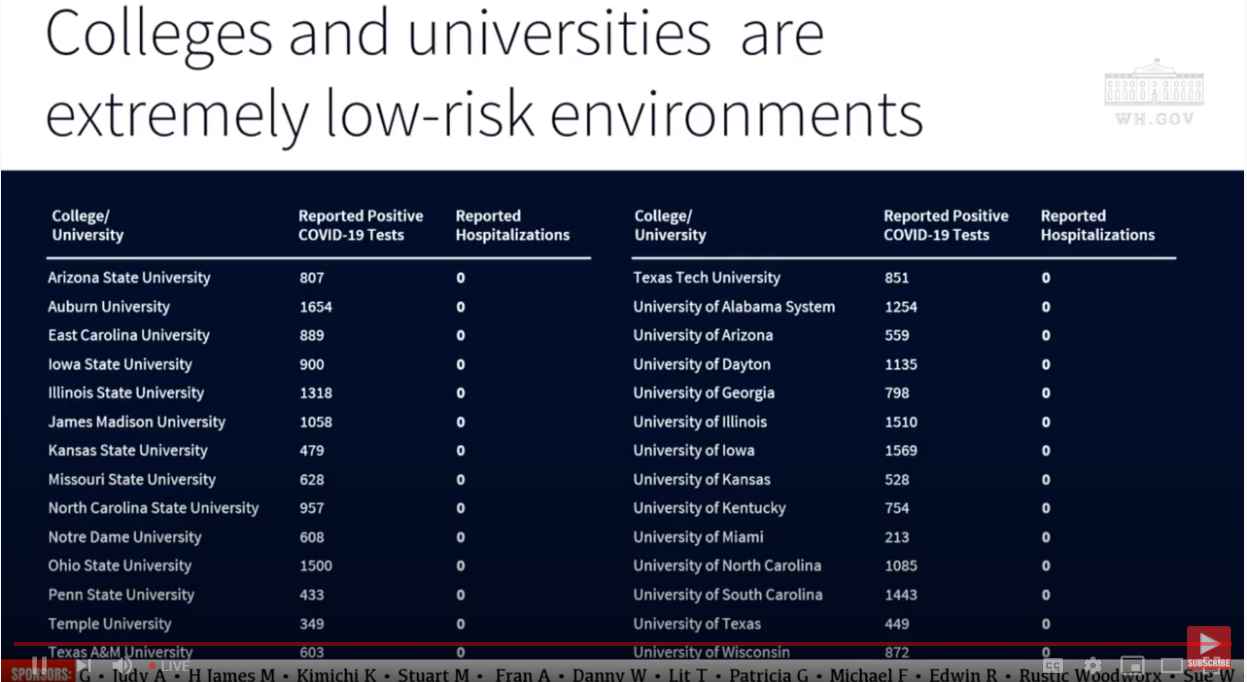 Colleges and universities are
extremely low-risk environments
WH.GOV
College/ Reported Positive Reported College/ Reported Positive Reported
University COVID-19 Tests Hospitalizations University COVID-19 Tests Hospitalizations
Arizona State University 807 0 Texas Tech University 851 0
Auburn University 1654 0 University of Alabama System 1254 0
East Carolina University 889 0 University of Arizona 559 0
Iowa State University 900 0 University of Dayton 1135 0
Illinois State University 1318 0 University of Georgia 798 0
James Madison University 1058 0 University of Illinois 1510 0
Kansas State University 479 0 University of Iowa 1569 0
Missouri State University 628 0 University of Kansas 528 0
North Carolina State University 957 0 University of Kentucky 754 0
Notre Dame University 608 0 University of Miami 213 0
Ohio State University 1500 0 University of North Carolina 1085 0
Penn State University 433 0 University of South Carolina 1443 0
Temple University 349 0 University of Texas 449 0
Texas A&M University 603 0 University of Wisconsin 872 0
LIVE CC SUBSCRIBE
SPONSORS: G • Judy A • H James M • Kimichi K • Stuart M • Fran A • Danny W • Lit T • Patricia G • Michael F • Edwin R • Rustic Woodworx • Sue W